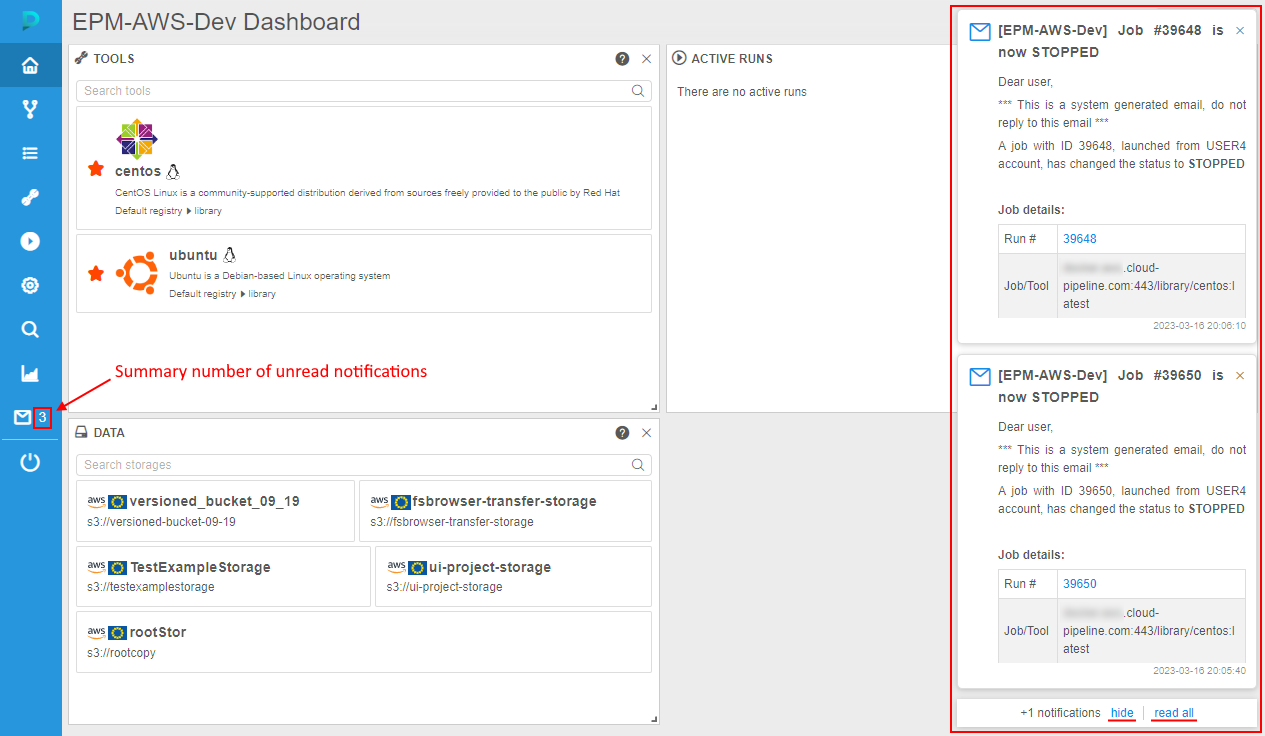 EPM-AWS-Dev Dashboard
TOOLS
Search tools
centos
CentOS Linux is a community-supported distribution derived from sources freely provided to the public by Red Hat
Default registry library
ubuntu
Ubuntu is a Debian-based Linux operating system
Default registry library
ACTIVE RUNS
There are no active runs
Summary number of unread notifications
3
DATA
Search storages
aws versioned_bucket_09_19
s3://versioned-bucket-09-19
aws fsbrowser-transfer-storage
s3://fsbrowser-transfer-storage
aws TestExampleStorage
s3://testexamplestorage
aws ui-project-storage
s3://ui-project-storage
aws rootStor
s3://rootcopy
[EPM-AWS-Dev] Job #39648 is
now STOPPED
Dear user,
*** This is a system generated email, do not
reply to this email ***
A job with ID 39648, launched from USER4
account, has changed the status to STOPPED
Job details:
Run # 39648
Job/Tool
.cloud-
pipeline.com:443/library/centos:l
atest
2023-03-16 20:06:10
[EPM-AWS-Dev] Job #39650 is
now STOPPED
Dear user,
*** This is a system generated email, do not
reply to this email ***
A job with ID 39650, launched from USER4
account, has changed the status to STOPPED
Job details:
Run # 39650
Job/Tool
.cloud-
pipeline.com:443/library/centos:l
atest
2023-03-16 20:05:40
+1 notifications hide read all